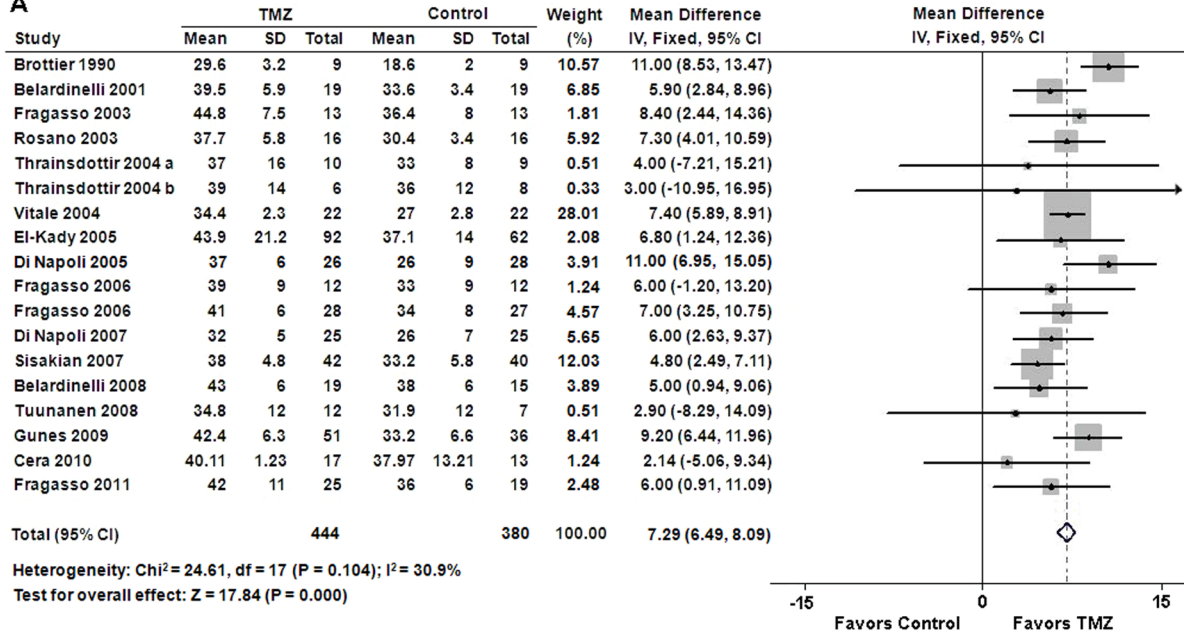 A
TMZ Control Weight Mean Difference Mean Difference
Study Mean SD Total Mean SD Total (%) IV, Fixed, 95% CI IV, Fixed, 95% CI
Brottier 1990 29.6 3.2 9 18.6 2 9 10.57 11.00 (8.53, 13.47)
Belardinelli 2001 39.5 5.9 19 33.6 3.4 19 6.85 5.90 (2.84, 8.96)
Fragasso 2003 44.8 7.5 13 36.4 8 13 1.81 8.40 (2.44, 14.36)
Rosano 2003 37.7 5.8 16 30.4 3.4 16 5.92 7.30 (4.01, 10.59)
Thrainsdottir 2004 a 37 16 10 33 8 9 0.51 4.00 (-7.21, 15.21)
Thrainsdottir 2004 b 39 14 6 36 12 8 0.33 3.00 (-10.95, 16.95)
Vitale 2004 34.4 2.3 22 27 2.8 22 28.01 7.40 (5.89, 8.91)
El-Kady 2005 43.9 21.2 92 37.1 14 62 2.08 6.80 (1.24, 12.36)
Di Napoli 2005 37 6 26 26 9 28 3.91 11.00 (6.95, 15.05)
Fragasso 2006 39 9 12 33 9 12 1.24 6.00 (-1.20, 13.20)
Fragasso 2006 41 6 28 34 8 27 4.57 7.00 (3.25, 10.75)
Di Napoli 2007 32 5 25 26 7 25 5.65 6.00 (2.63, 9.37)
Sisakian 2007 38 4.8 42 33.2 5.8 40 12.03 4.80 (2.49, 7.11)
Belardinelli 2008 43 6 19 38 6 15 3.89 5.00 (0.94, 9.06)
Tuunanen 2008 34.8 12 12 31.9 12 7 0.51 2.90 (-8.29, 14.09)
Gunes 2009 42.4 6.3 51 33.2 6.6 36 8.41 9.20 (6.44, 11.96)
Cera 2010 40.11 1.23 17 37.97 13.21 13 1.24 2.14 (-5.06, 9.34)
Fragasso 2011 42 11 25 36 6 19 2.48 6.00 (0.91, 11.09)
Total (95% CI) 444 380 100.00 7.29 (6.49, 8.09)
Heterogeneity: Chi² = 24.61, df = 17 (P = 0.104); I² = 30.9%
Test for overall effect: Z = 17.84 (P = 0.000)
-15 0 15
Favors Control Favors TMZ